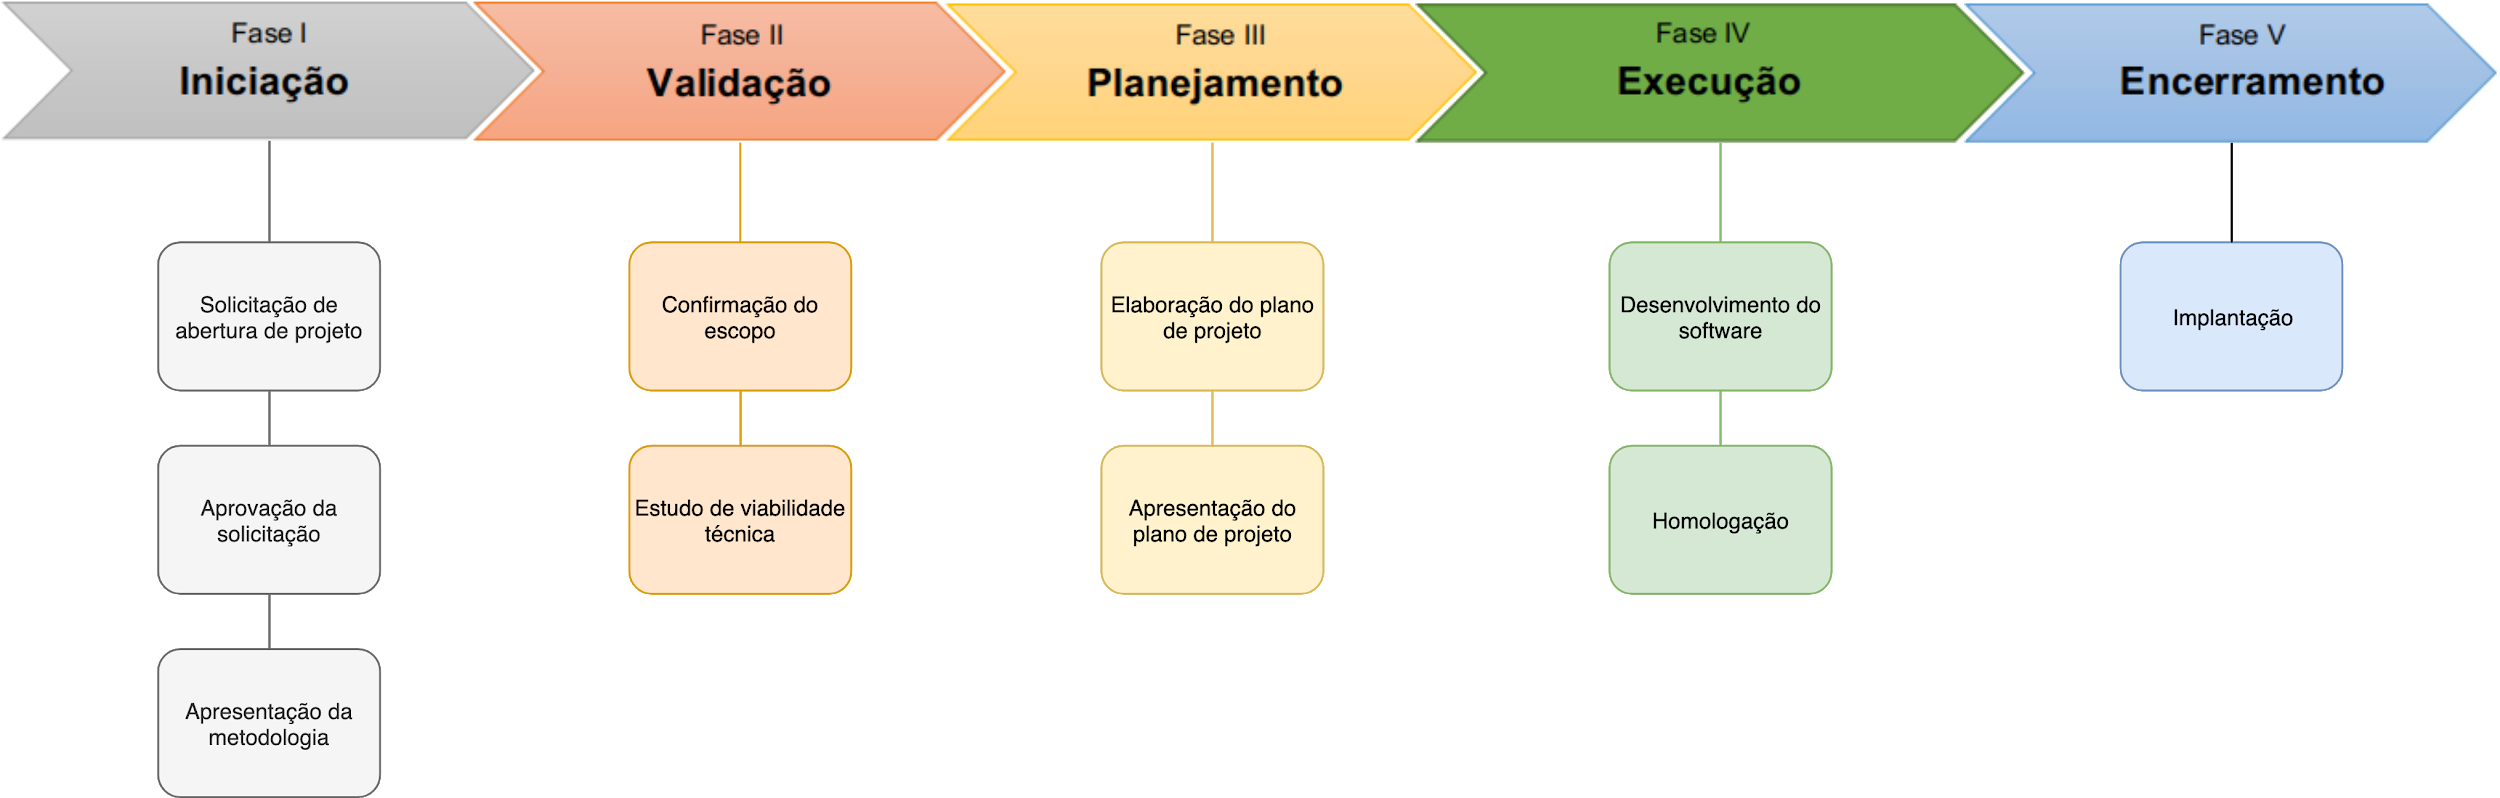 Fase I
Iniciação
Fase II
Validação
Fase III
Planejamento
Fase IV
Execução
Fase V
Encerramento
Solicitação de
abertura de projeto
Aprovação da
solicitação
Apresentação da
metodologia
Confirmação do
escopo
Estudo de viabilidade
técnica
Elaboração do plano
de projeto
Apresentação do
plano de projeto
Desenvolvimento do
software
Homologação
Implantação